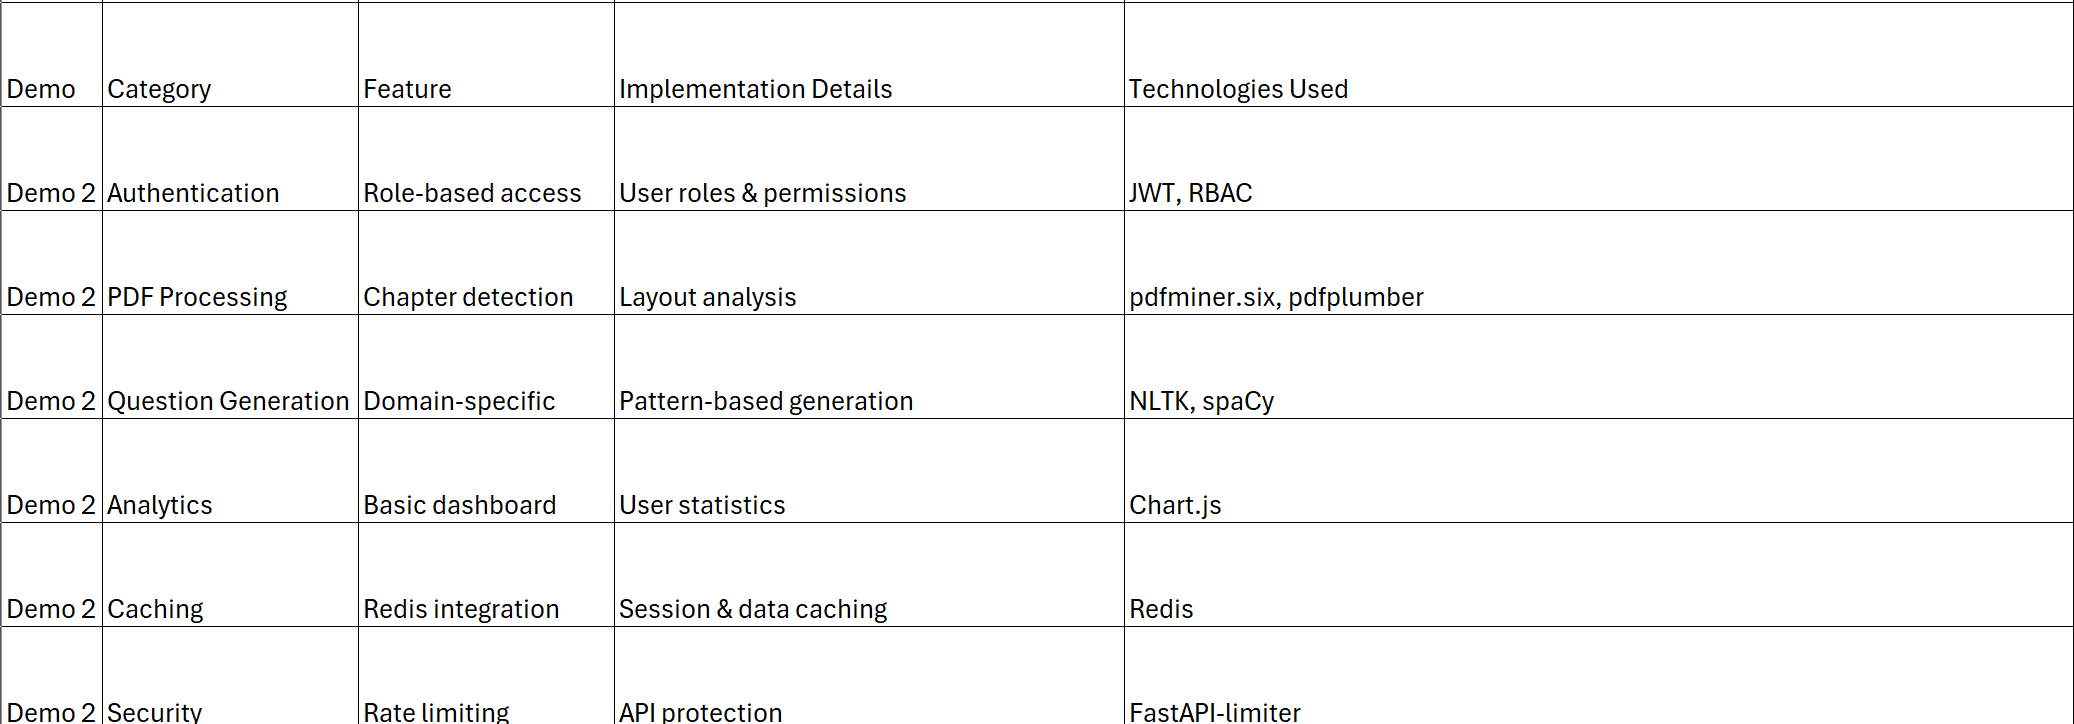 Demo Category Feature Implementation Details Technologies Used
Demo 2 Authentication Role-based access User roles & permissions JWT, RBAC
Demo 2 PDF Processing Chapter detection Layout analysis pdfminer.six, pdfplumber
Demo 2 Question Generation Domain-specific Pattern-based generation NLTK, spaCy
Demo 2 Analytics Basic dashboard User statistics Chart.js
Demo 2 Caching Redis integration Session & data caching Redis
Demo 2 Security Rate limiting API protection FastAPI-limiter